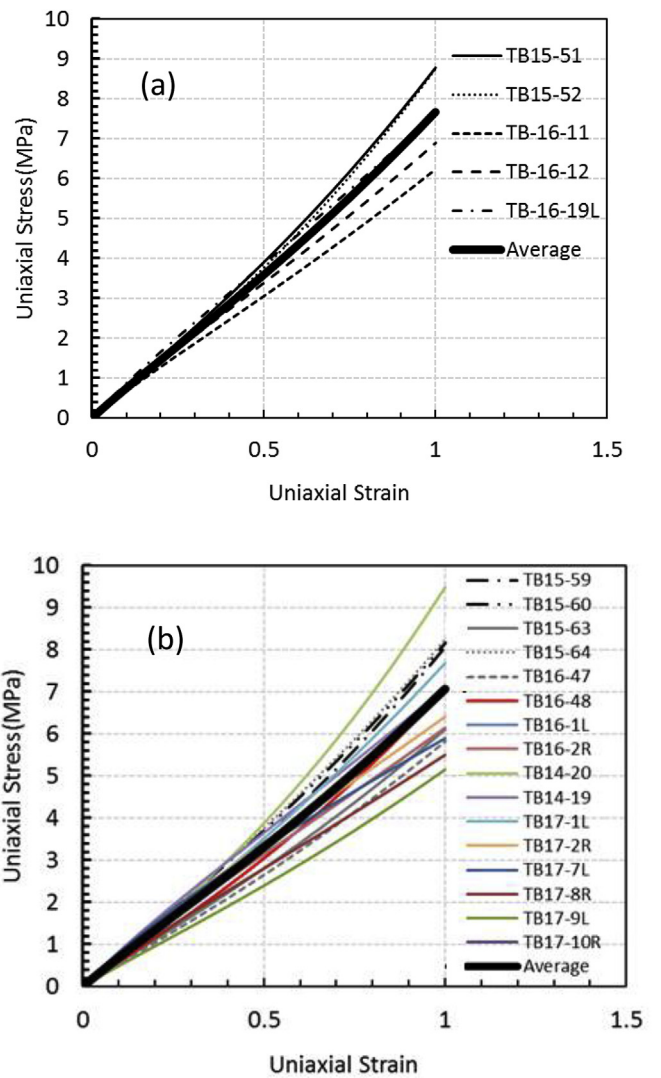 10
9
8
7
6
5
4
3
2
1
0
Uniaxial Stress(MPa)
(a)
TB15-51
TB15-52
TB-16-11
TB-16-12
TB-16-19L
Average
0 0.5 1 1.5
Uniaxial Strain
10
9
8
7
6
5
4
3
2
1
0
Uniaxial Stress(MPa)
(b)
TB15-59
TB15-60
TB15-63
TB15-64
TB16-47
TB16-48
TB16-1L
TB16-2R
TB14-20
TB14-19
TB17-1L
TB17-2R
TB17-7L
TB17-8R
TB17-9L
TB17-10R
Average
0 0.5 1 1.5
Uniaxial Strain